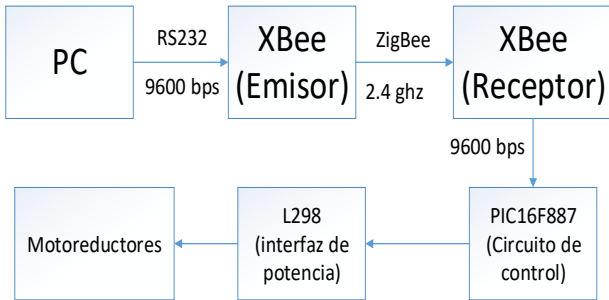 PC
RS232
9600 bps
XBee
(Emisor)
ZigBee
2.4 ghz
XBee
(Receptor)
9600 bps
PIC16F887
(Circuito de
control)
L298
(interfaz de
potencia)
Motoreductores